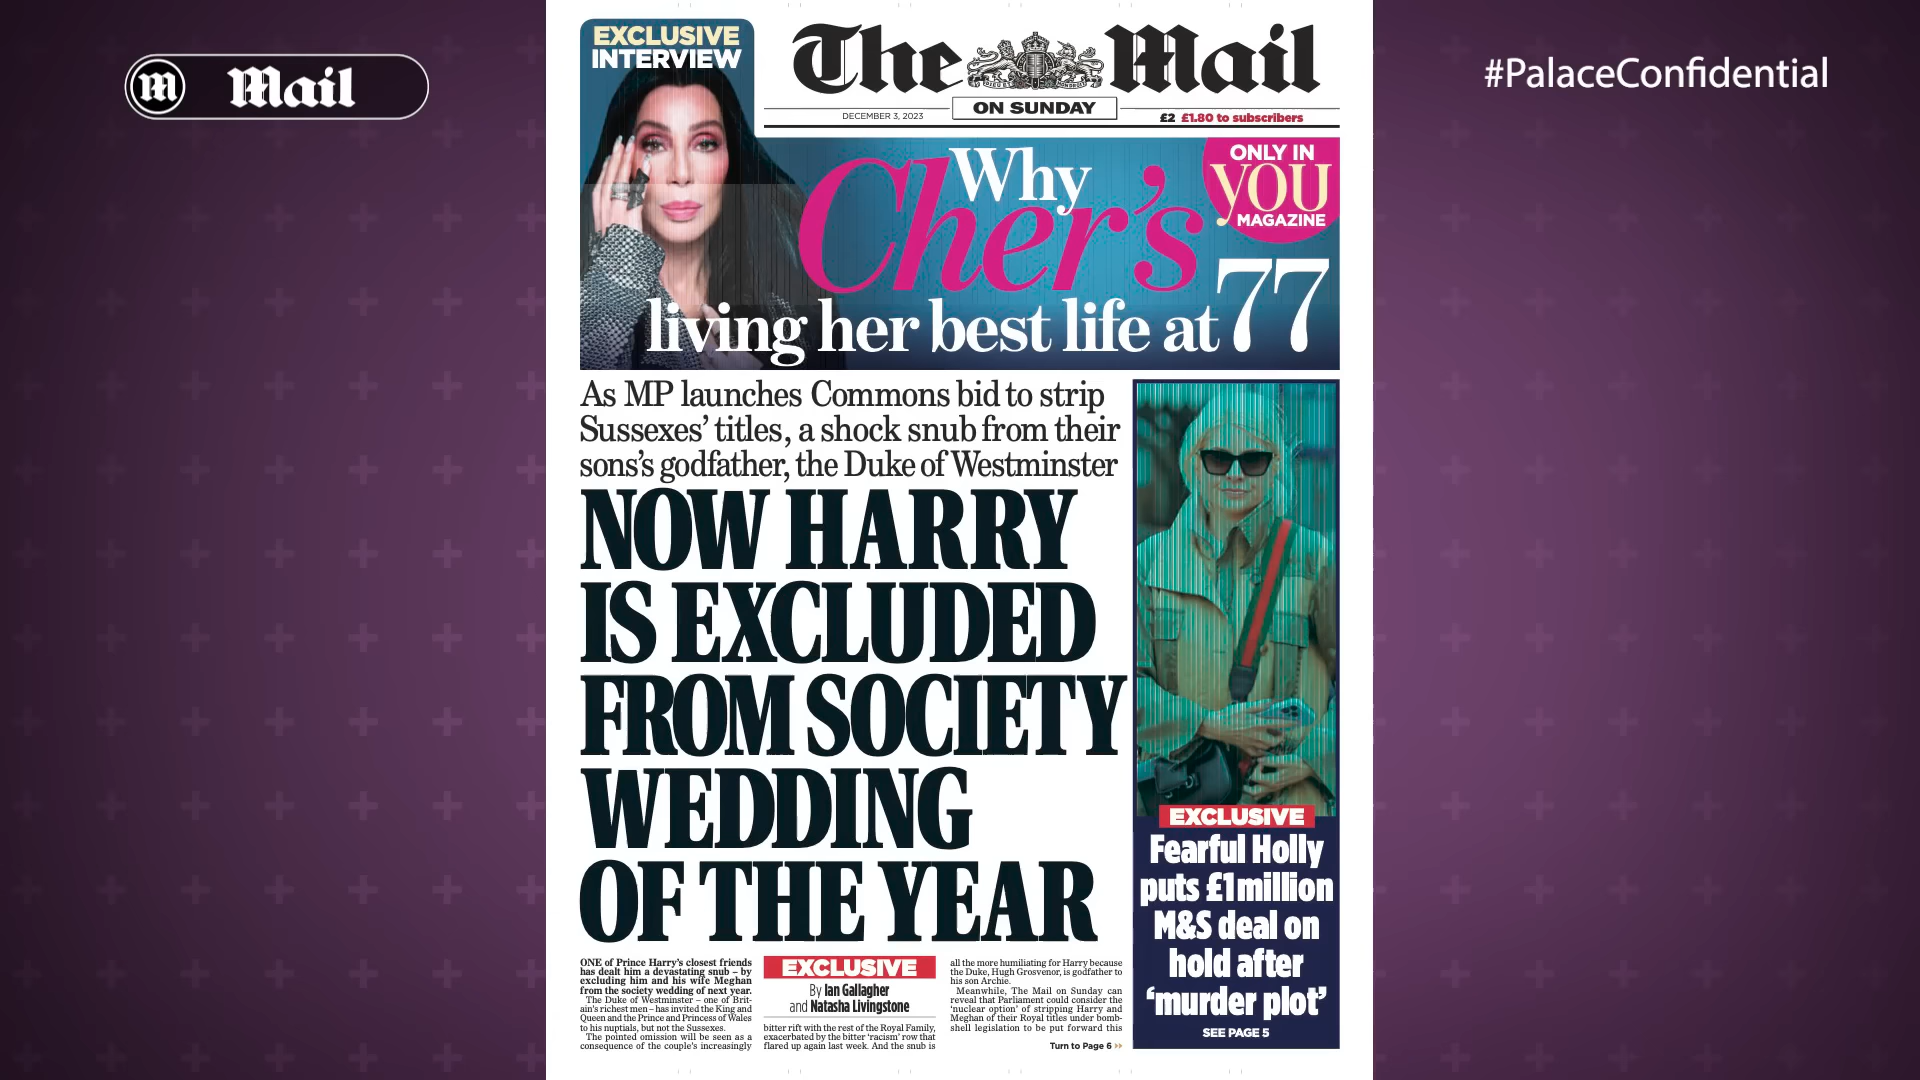 Mail
#PalaceConfidential
EXCLUSIVE
INTERVIEW
The Mail
ON SUNDAY
DECEMBER 3, 2023
£2 £1.80 to subscribers
Why
Cher's
living her best life at 77
ONLY IN
YOU
MAGAZINE
As MP launches Commons bid to strip
Sussexes' titles, a shock snub from their
sons's godfather, the Duke of Westminster
NOW HARRY
IS EXCLUDED
FROM SOCIETY
WEDDING
OF THE YEAR
ONE of Prince Harry's closest friends
has dealt him a devastating snub – by
excluding him and his wife Meghan
from the society wedding of next year.
The Duke of Westminster – one of Brit-
ain's richest men – has invited the King and
Queen and the Prince and Princess of Wales
to his nuptials, but not the Sussexes.
The pointed omission will be seen as a
consequence of the couple's increasingly
EXCLUSIVE
By Ian Gallagher
and Natasha Livingstone
bitter rift with the rest of the Royal Family,
exacerbated by the bitter 'racism' row that
flared up again last week. And the snub is
all the more humiliating for Harry because
the Duke, Hugh Grosvenor, is godfather to
his son Archie.
Meanwhile, The Mail on Sunday can
reveal that Parliament could consider the
'nuclear option' of stripping Harry and
Meghan of their Royal titles under bomb-
shell legislation to be put forward this
Turn to Page 6
EXCLUSIVE
Fearful Holly
puts £1million
M&S deal on
hold after
'murder plot'
SEE PAGE 5